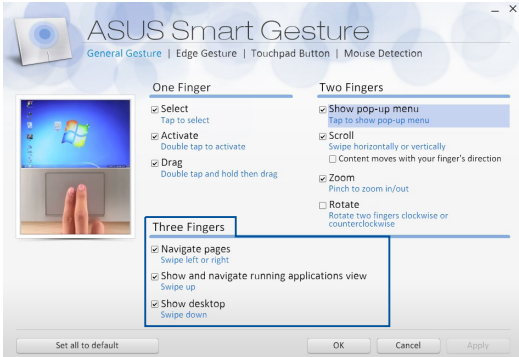 ASUS Smart Gesture
General Gesture | Edge Gesture | Touchpad Button | Mouse Detection
One Finger
Select
Tap to select
Activate
Double tap to activate
Drag
Double tap and hold then drag
Two Fingers
Show pop-up menu
Tap to show pop-up menu
Scroll
Swipe horizontally or vertically
Content moves with your finger's direction
Zoom
Pinch to zoom in/out
Rotate
Rotate two fingers clockwise or
counterclockwise
Three Fingers
Navigate pages
Swipe left or right
Show and navigate running applications view
Swipe up
Show desktop
Swipe down
Set all to default
OK
Cancel
Apply